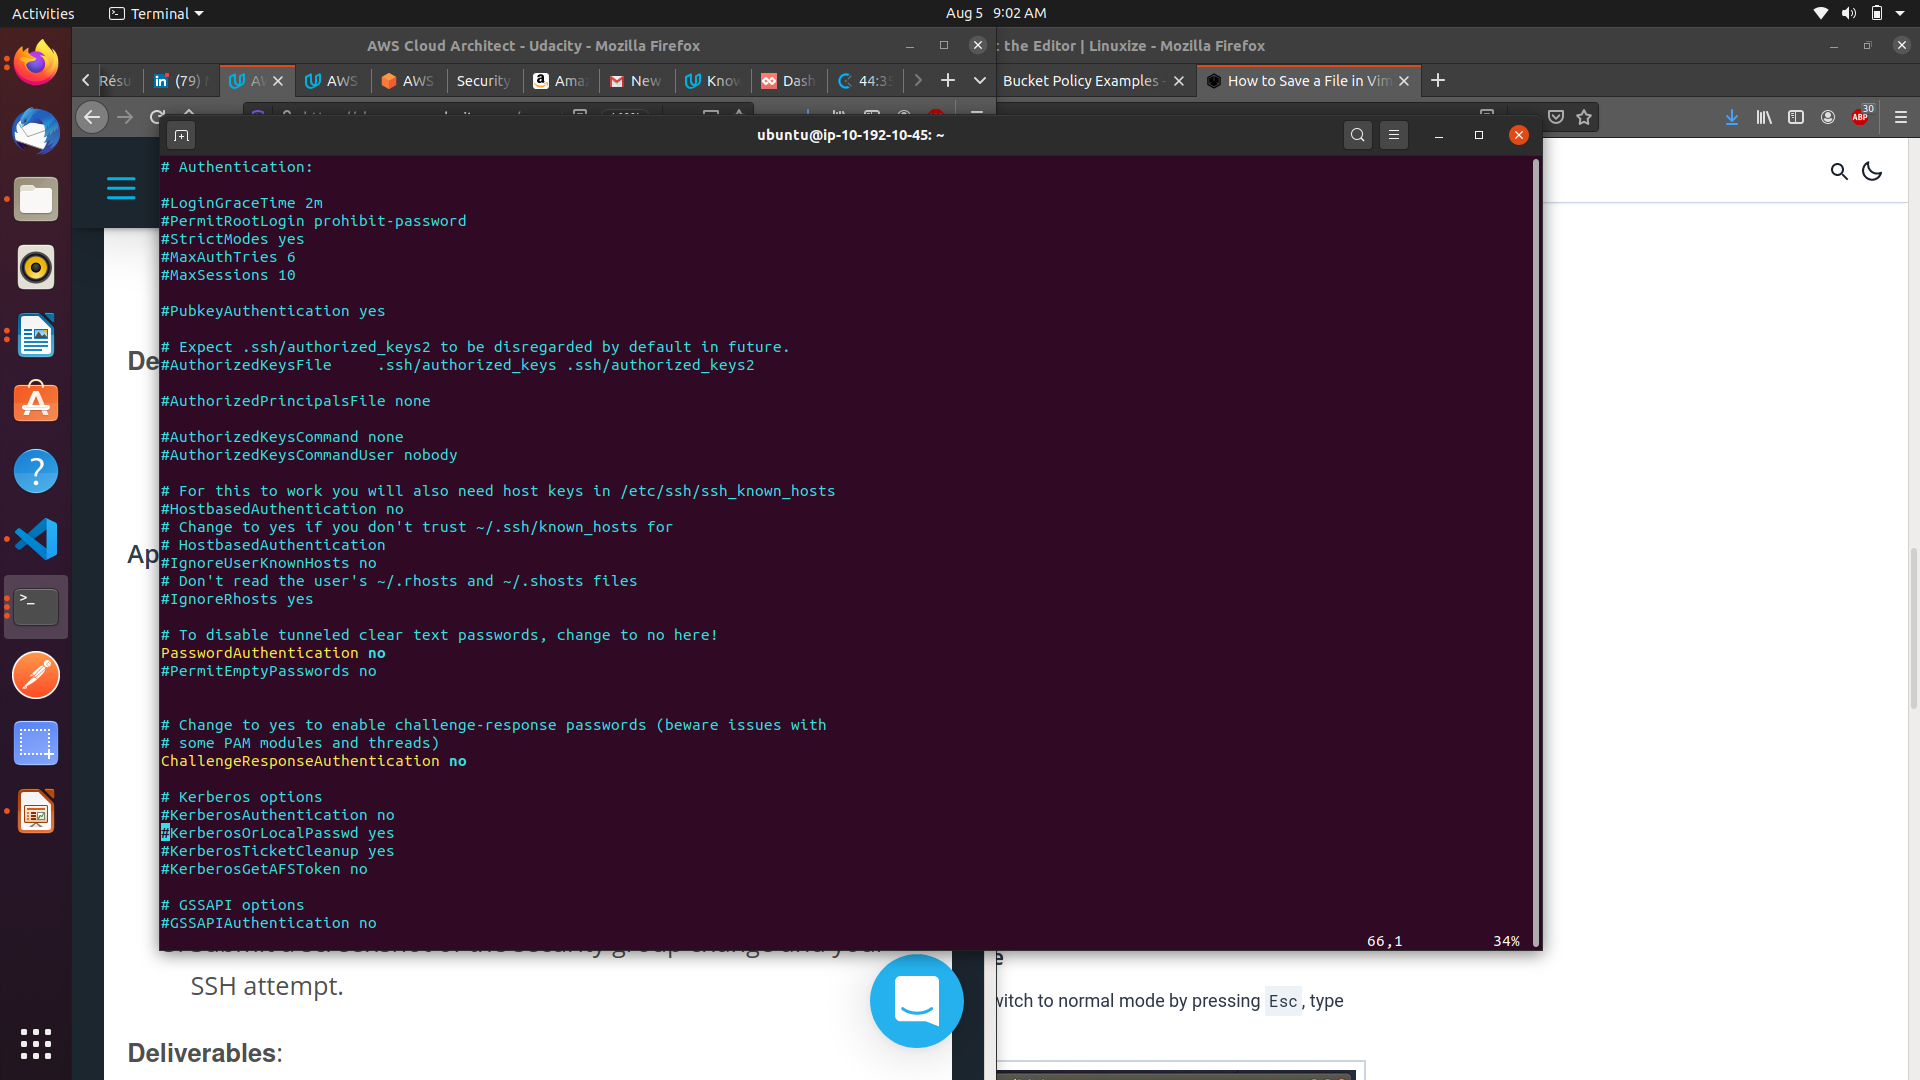 Activities
Terminal
Aug 5 9:02 AM
AWS Cloud Architect - Udacity - Mozilla Firefox
the Editor | Linuxize - Mozilla Firefox
Résu
in (79)
AWS
AWS
Security
Ama
New
Know
Dash
44:3
Bucket Policy Examples -
How to Save a File in Vim
ABP
30
ubuntu@ip-10-192-10-45: ~
# Authentication:
#LoginGraceTime 2m
#PermitRootLogin prohibit-password
#StrictModes yes
#MaxAuthTries 6
#MaxSessions 10
#PubkeyAuthentication yes
# Expect .ssh/authorized_keys2 to be disregarded by default in future.
#AuthorizedKeysFile .ssh/authorized_keys .ssh/authorized_keys2
#AuthorizedPrincipalsFile none
#AuthorizedKeysCommand none
#AuthorizedKeysCommandUser nobody
# For this to work you will also need host keys in /etc/ssh/ssh_known_hosts
#HostbasedAuthentication no
# Change to yes if you don't trust ~/.ssh/known_hosts for
# HostbasedAuthentication
#IgnoreUserKnownHosts no
# Don't read the user's ~/.rhosts and ~/.shosts files
#IgnoreRhosts yes
# To disable tunneled clear text passwords, change to no here!
PasswordAuthentication no
#PermitEmptyPasswords no
# Change to yes to enable challenge-response passwords (beware issues with
# some PAM modules and threads)
ChallengeResponseAuthentication no
# Kerberos options
#KerberosAuthentication no
#KerberosOrLocalPasswd yes
#KerberosTicketCleanup yes
#KerberosGetAFSToken no
# GSSAPI options
#GSSAPIAuthentication no
66,1 34%
De
Ap
SSH attempt.
Deliverables:
witch to normal mode by pressing Esc, type